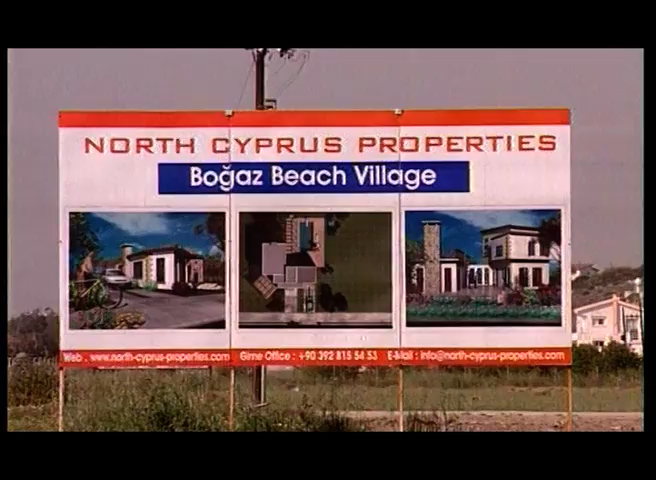 NORTH CYPRUS PROPERTIES
Boğaz Beach Village
Web . www.north-cyprus-properties.com Girne Office : +90 392 815 54 53 E-Mail : info@north-cyprus-properties.com